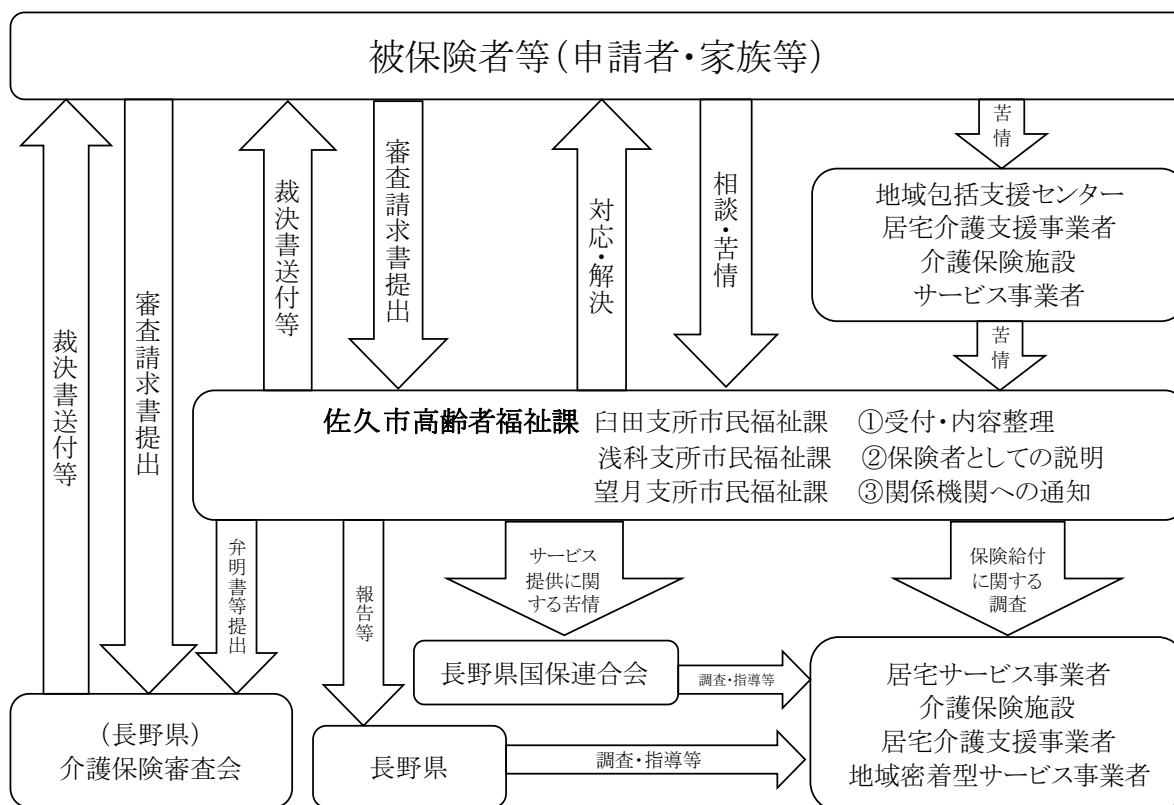 被保険者等(申請者・家族等)
裁決書送付等
審査請求書提出
裁決書送付等
審査請求書提出
対応・解決
相談・苦情
苦情
地域包括支援センター
居宅介護支援事業者
介護保険施設
サービス事業者
苦情
佐久市高齢者福祉課 臼田支所市民福祉課 ①受付・内容整理
浅科支所市民福祉課 ②保険者としての説明
望月支所市民福祉課 ③関係機関への通知
弁明書等提出
報告等
サービス
提供に関
する苦情
保険給付
に関する
調査
長野県国保連合会
調査・指導等
居宅サービス事業者
介護保険施設
居宅介護支援事業者
地域密着型サービス事業者
(長野県)
介護保険審査会
長野県
調査・指導等